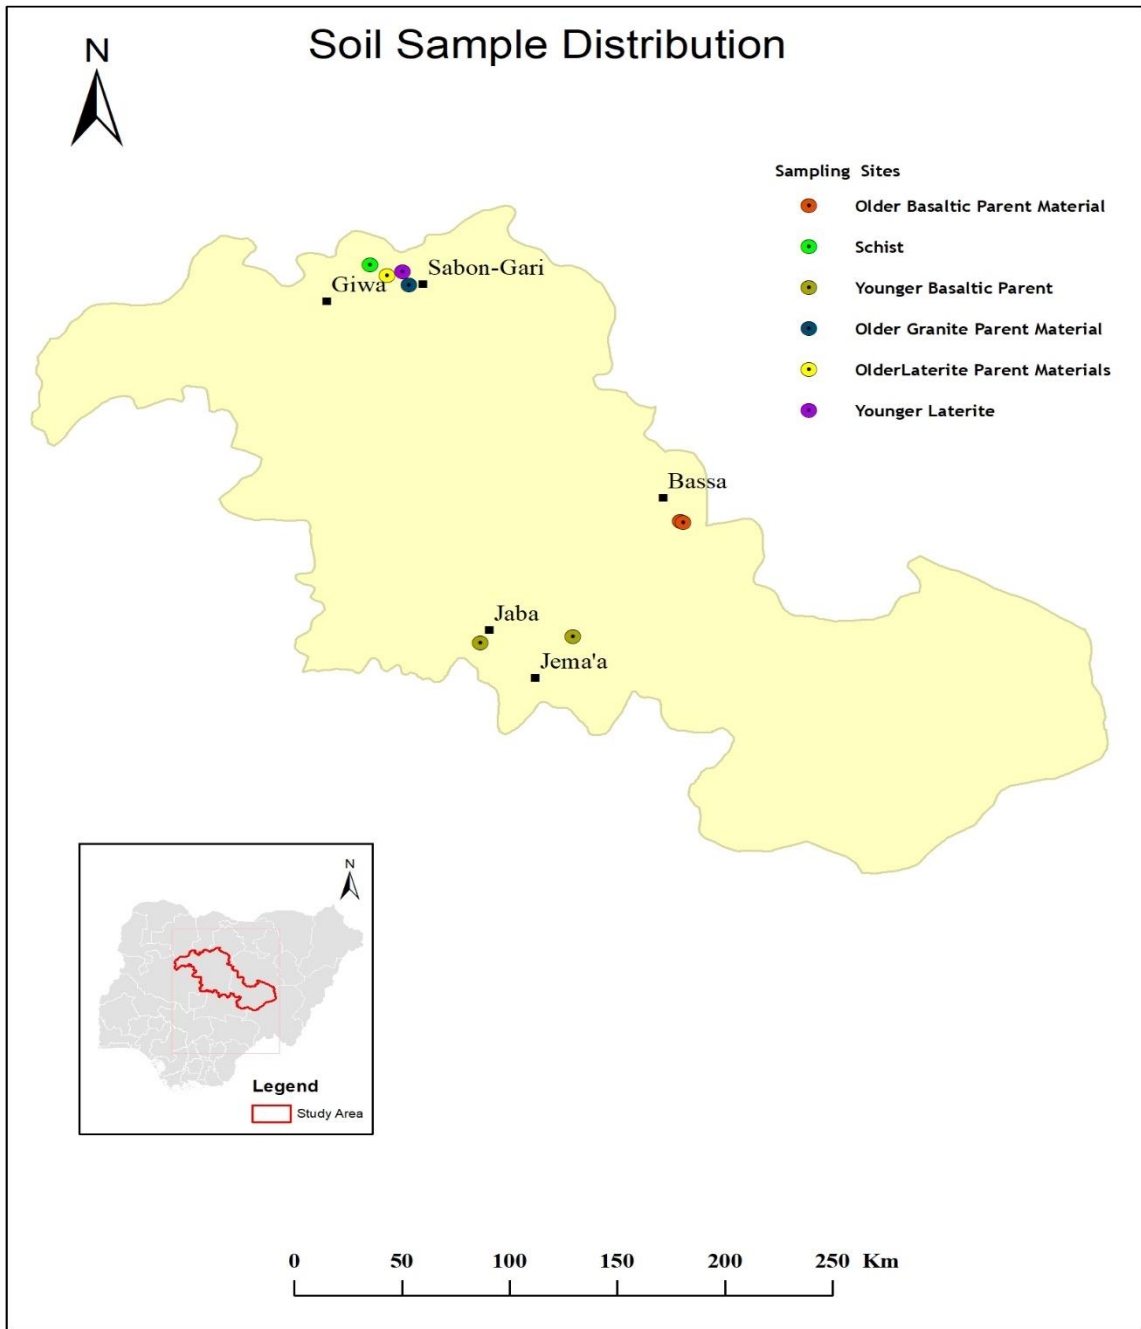 Soil Sample Distribution
N
Sampling Sites
Older Basaltic Parent Material
Schist
Younger Basaltic Parent
Older Granite Parent Material
OlderLaterite Parent Materials
Younger Laterite
Sabon-Gari
Giwa
Bassa
Jaba
Jema'a
N
Legend
Study Area
0 50 100 150 200 250 Km